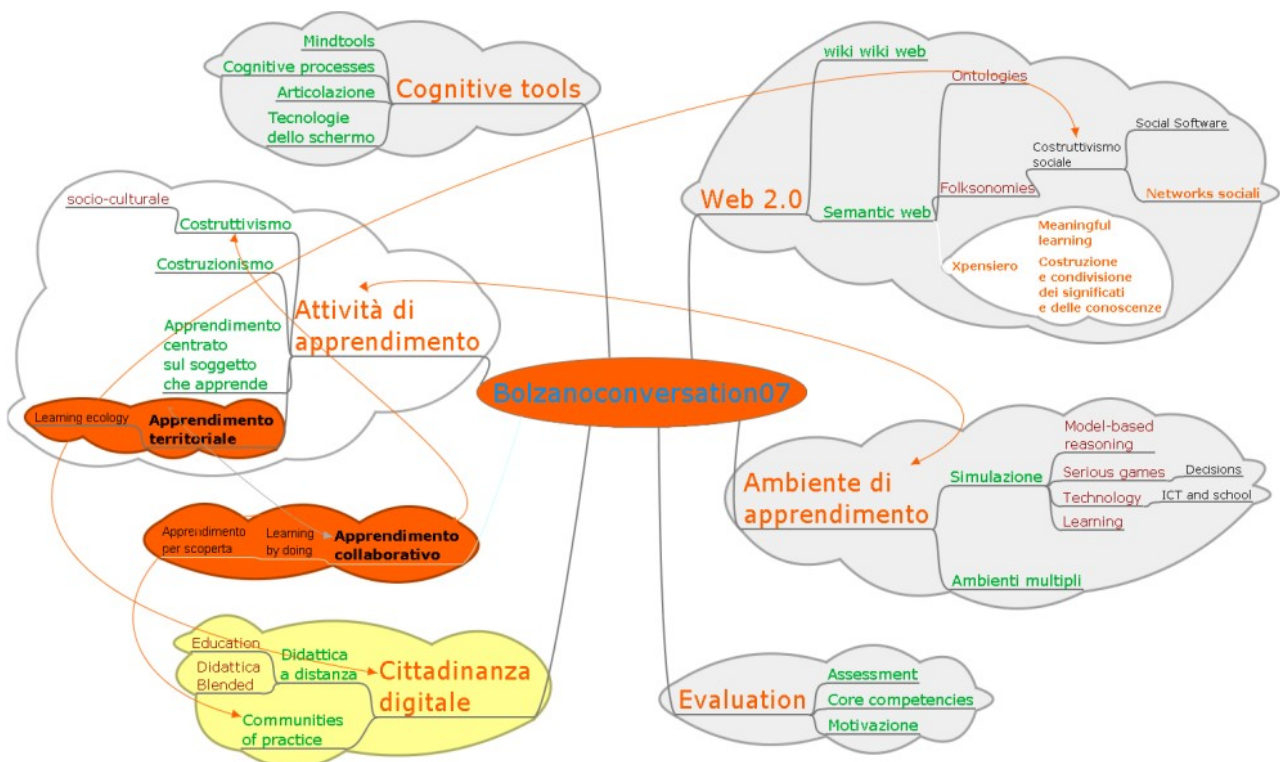 Mindtools
Cognitive processes
Articolazione
Tecnologie
dello schermo
Cognitive tools
socio-culturale
Costruttivismo
Costruzionismo
Apprendimento
centrato
sul soggetto
che apprende
Learning ecology
Apprendimento
territoriale
Attività di
apprendimento
Apprendimento
per scoperta
Learning
by doing
Apprendimento
collaborativo
Education
Didattica
Blended
Didattica
a distanza
Communities
of practice
Cittadinanza
digitale
Bolzanoconversation07
Web 2.0
wiki wiki web
Semantic web
Ontologies
Folksonomies
Costruttivismo
sociale
Social Software
Networks sociali
Xpensiero
Meaningful
learning
Costruzione
e condivisione
dei significati
e delle conoscenze
Ambiente di
apprendimento
Simulazione
Model-based
reasoning
Serious games
Decisions
Technology
ICT and school
Learning
Ambienti multipli
Evaluation
Assessment
Core competencies
Motivazione